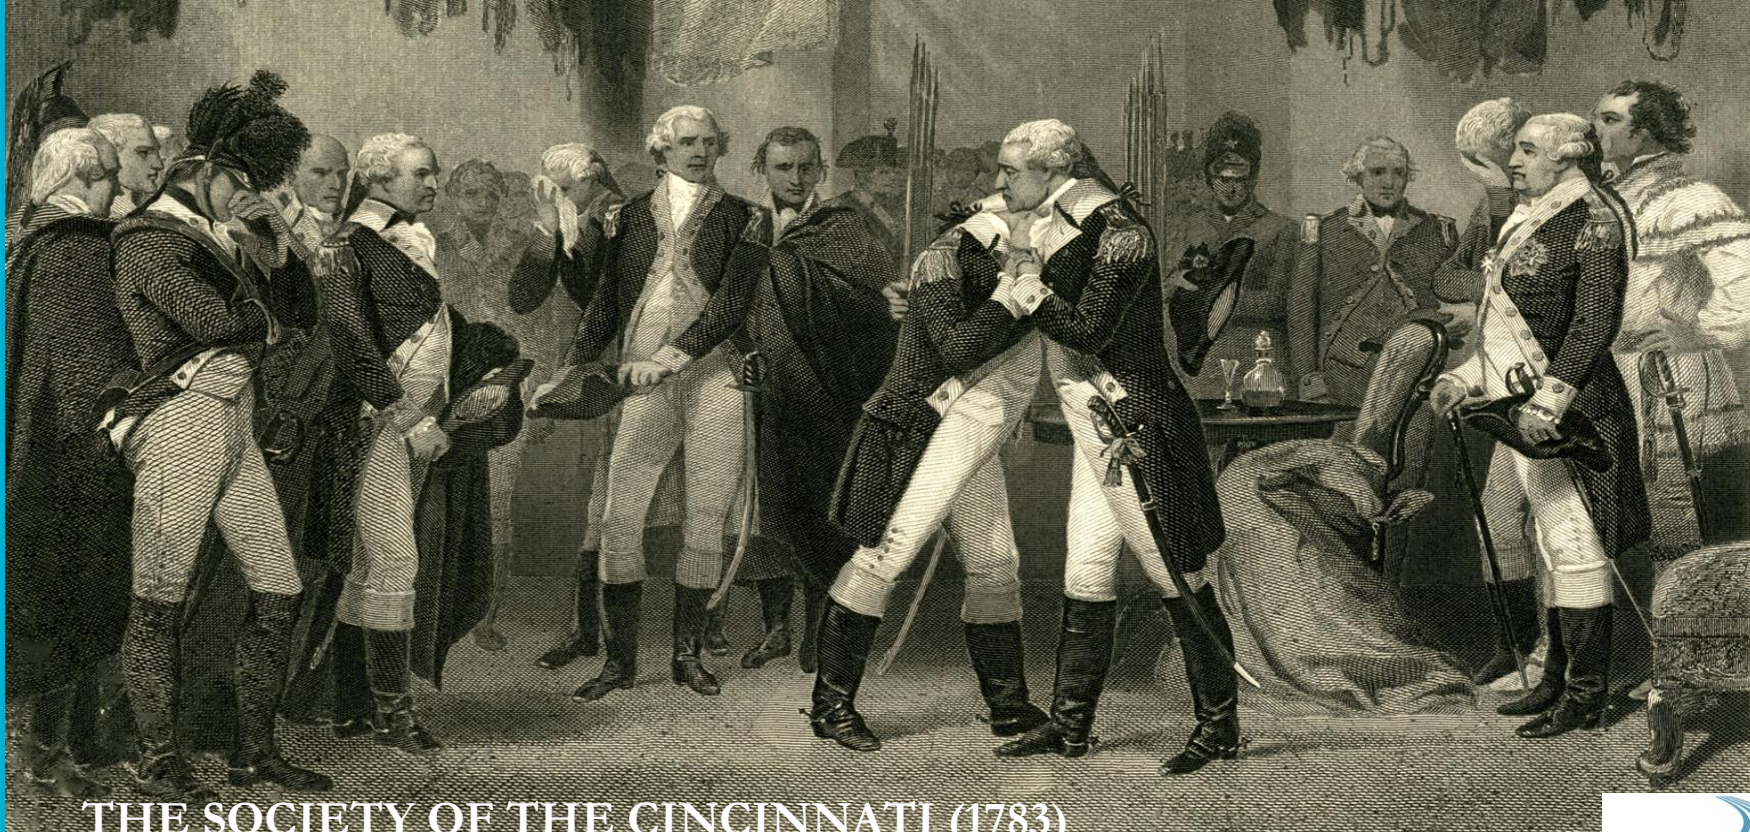 THE SOCIETY OF THE CINCINNATI (1783)